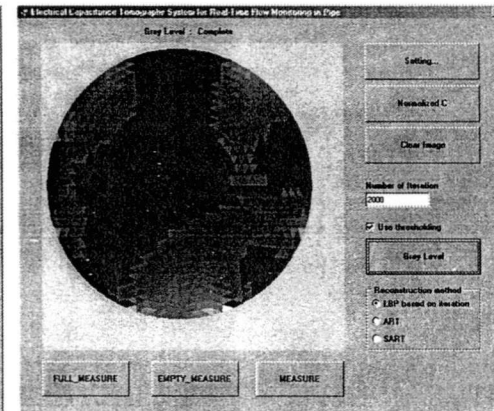 Electrical Capacitance Tomography System for Real-Time Flow Monitoring in Pipe
Grey Level : Complete
Setting...
Normalized C
Clear Image
Number of Iteration
2000
Use thresholding
Grey Level
Reconstruction method
LBP based on iteration
ART
SART
FULL_MEASURE
EMPTY_MEASURE
MEASURE